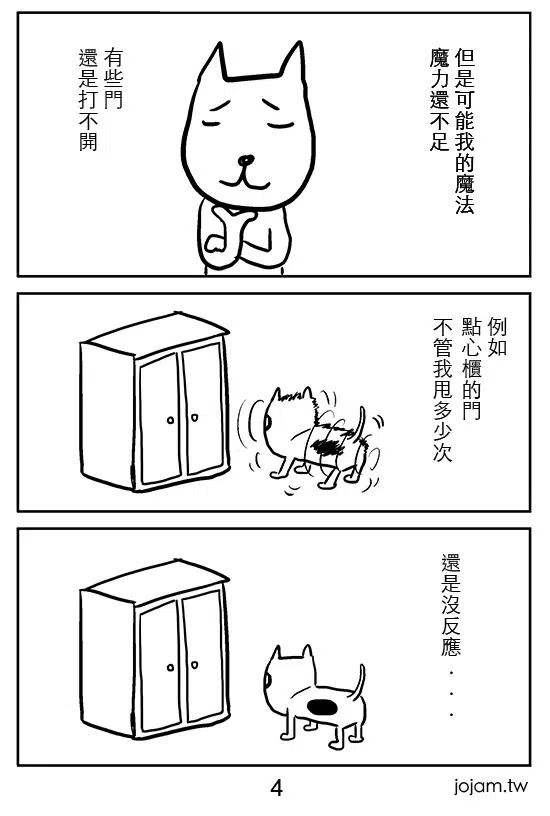 但是可能我的魔法
魔力還不足
有些門
還是打不開
例如
點心櫃的門
不管我甩多少次
還是沒反應...
4
jojam.tw